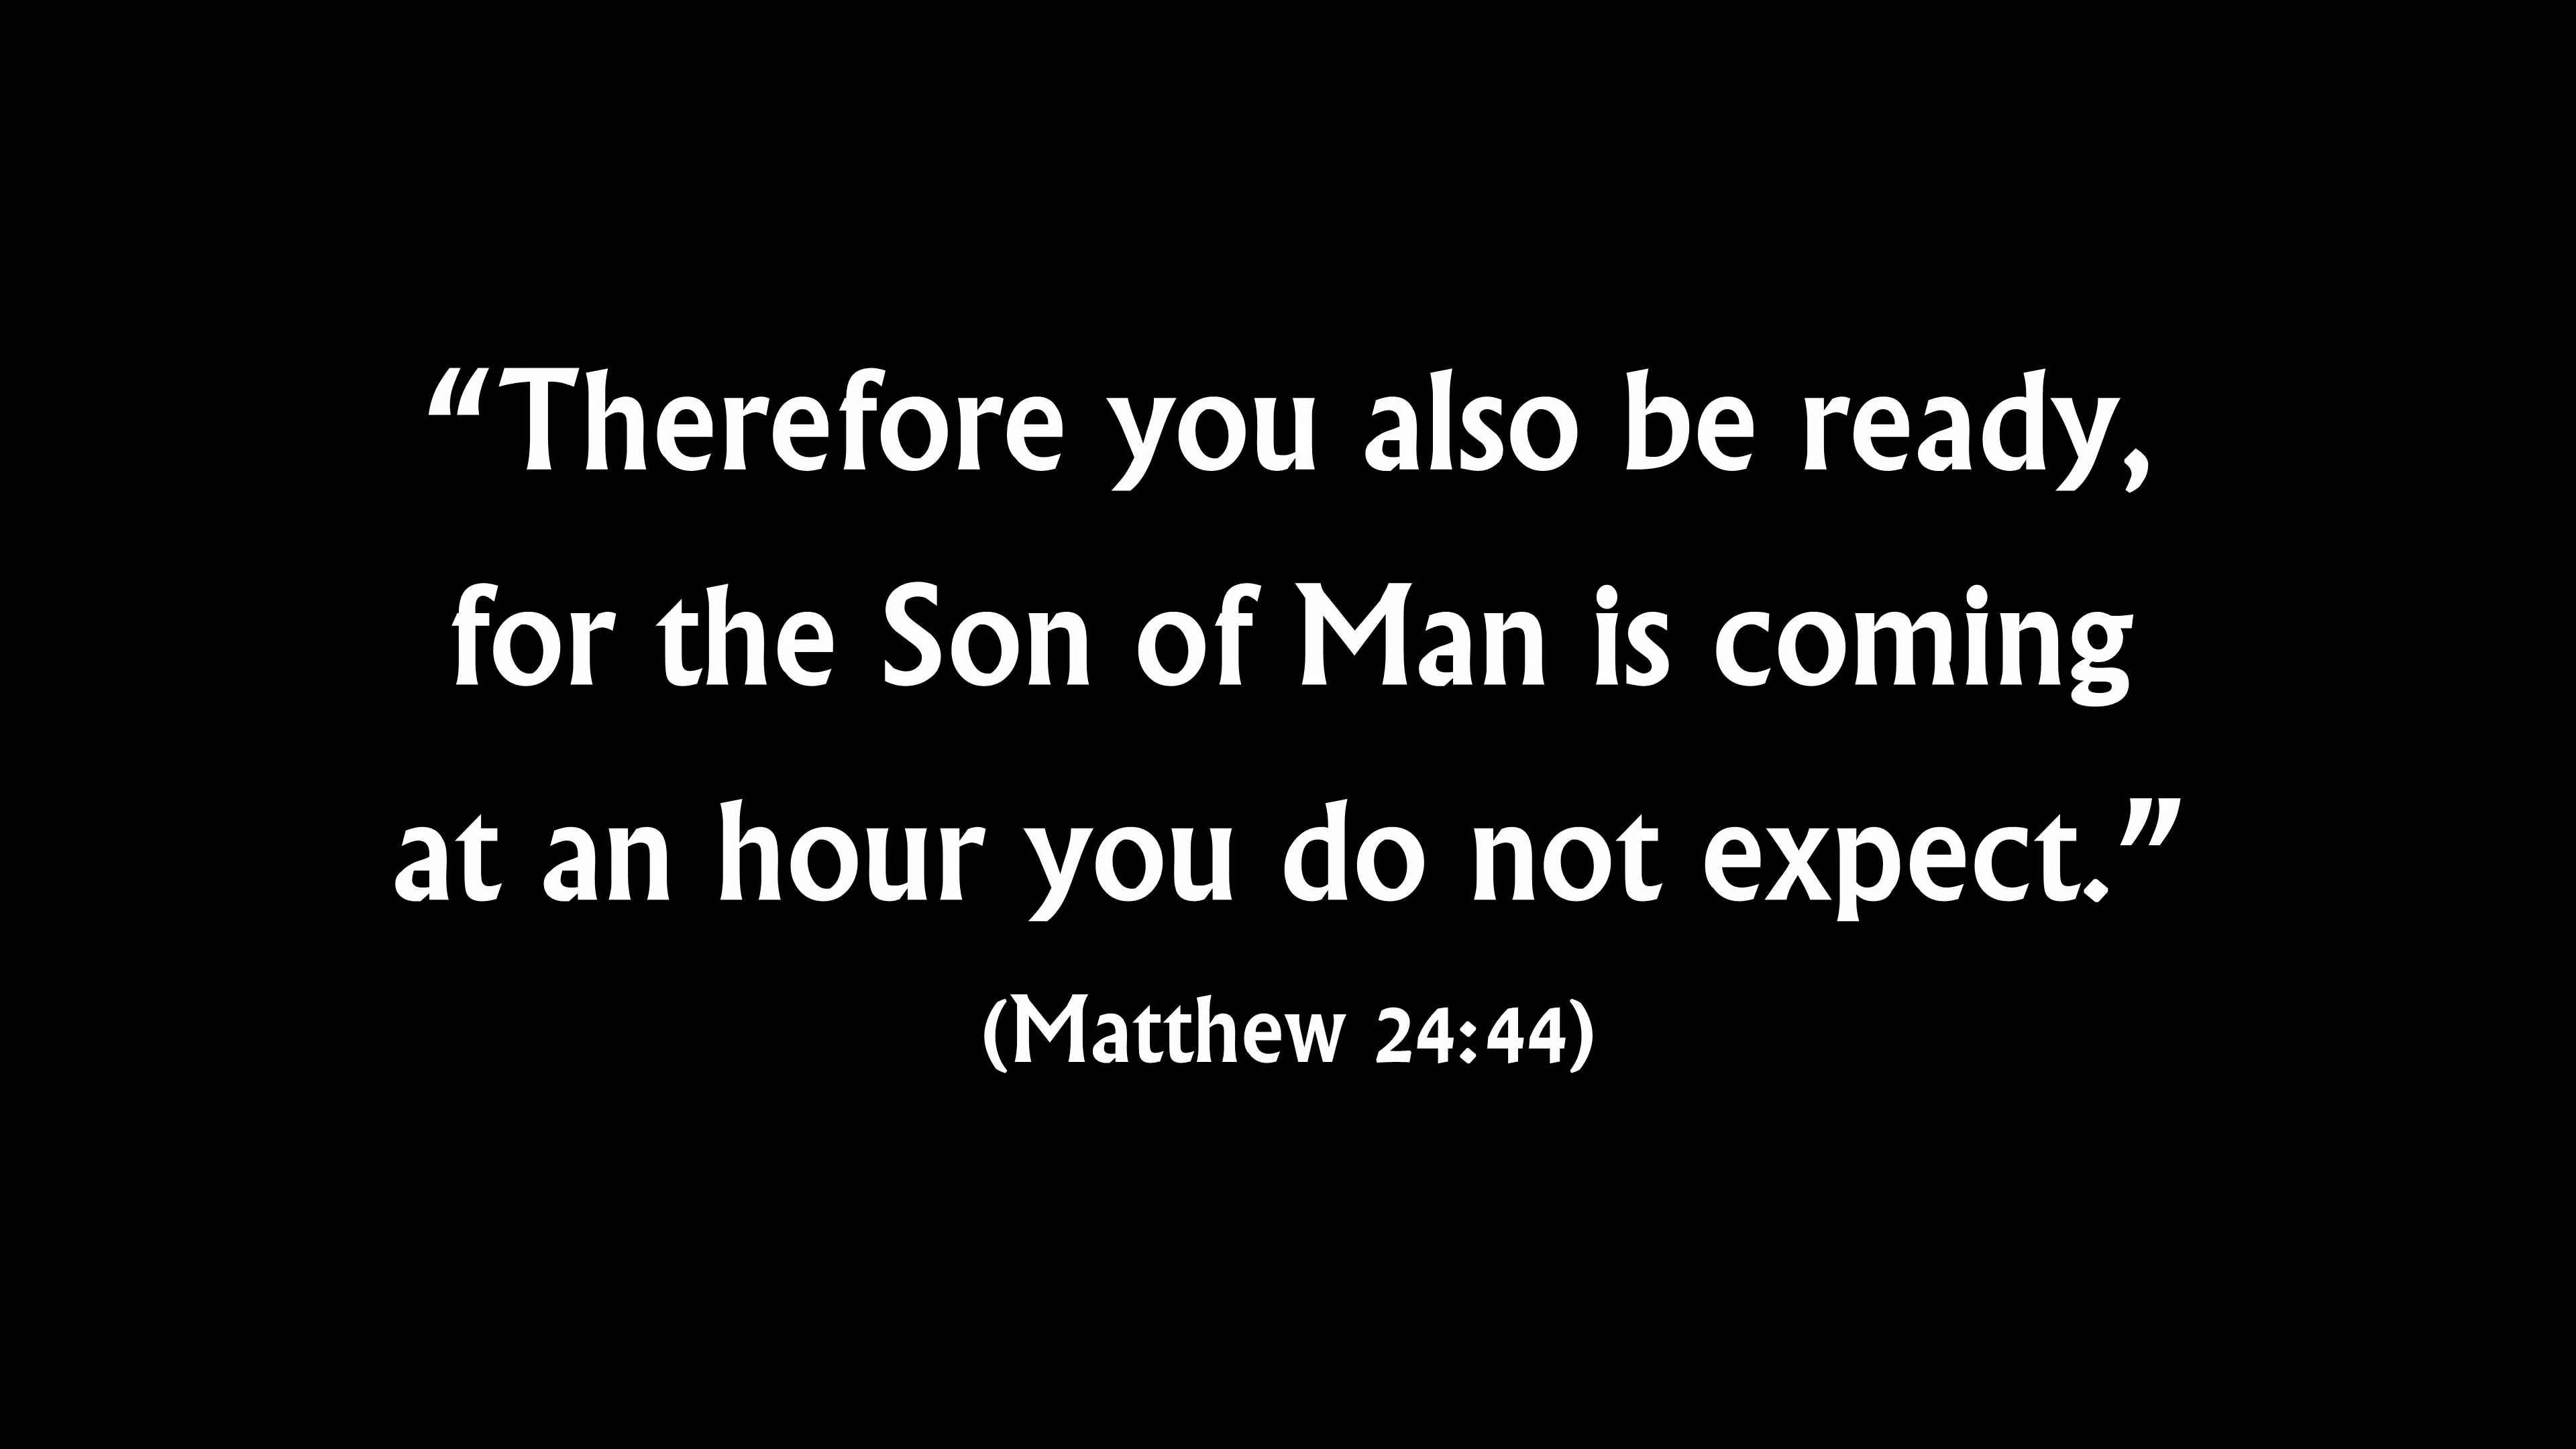 “Therefore you also be ready,
for the Son of Man is coming
at an hour you do not expect.”
(Matthew 24:44)